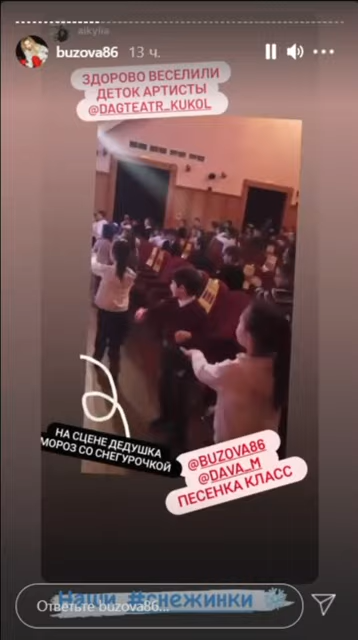 aikylia
buzova86 13 ч.
ЗДОРОВО ВЕСЕЛИЛИ
ДЕТОК АРТИСТЫ
@DAGTEATR_KUKOL
НА СЦЕНЕ ДЕДУШКА
МОРОЗ СО СНЕГУРОЧКОЙ
@BUZOVA86
@DAVA_M
ПЕСЕНКА КЛАСС
Наши #снежинки
Ответьте buzova86...